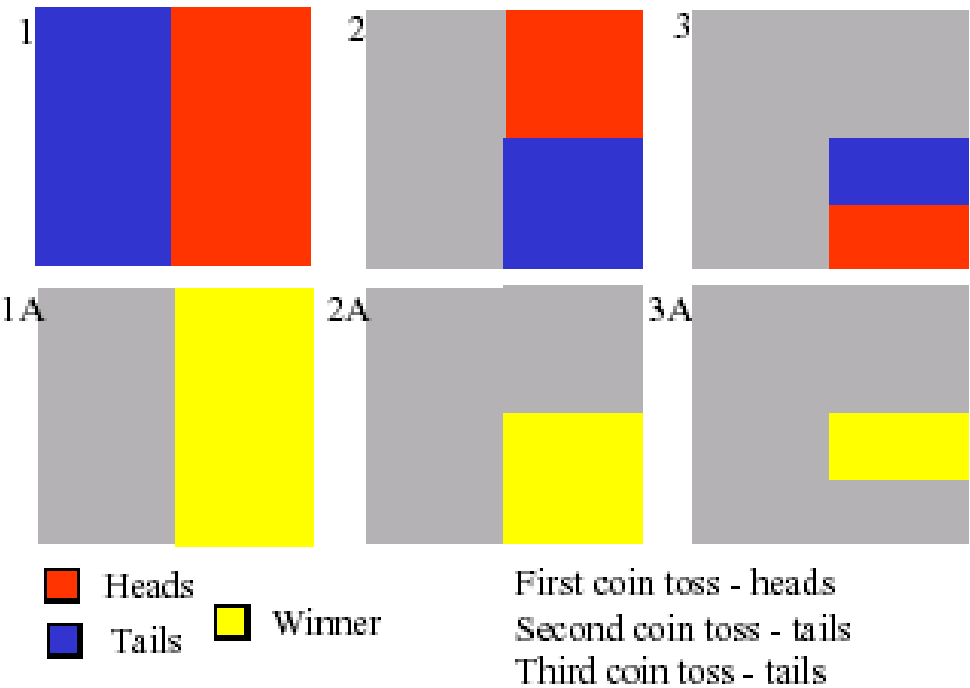 1
2
3
1A
2A
3A
Heads
Tails
Winner
First coin toss - heads
Second coin toss - tails
Third coin toss - tails